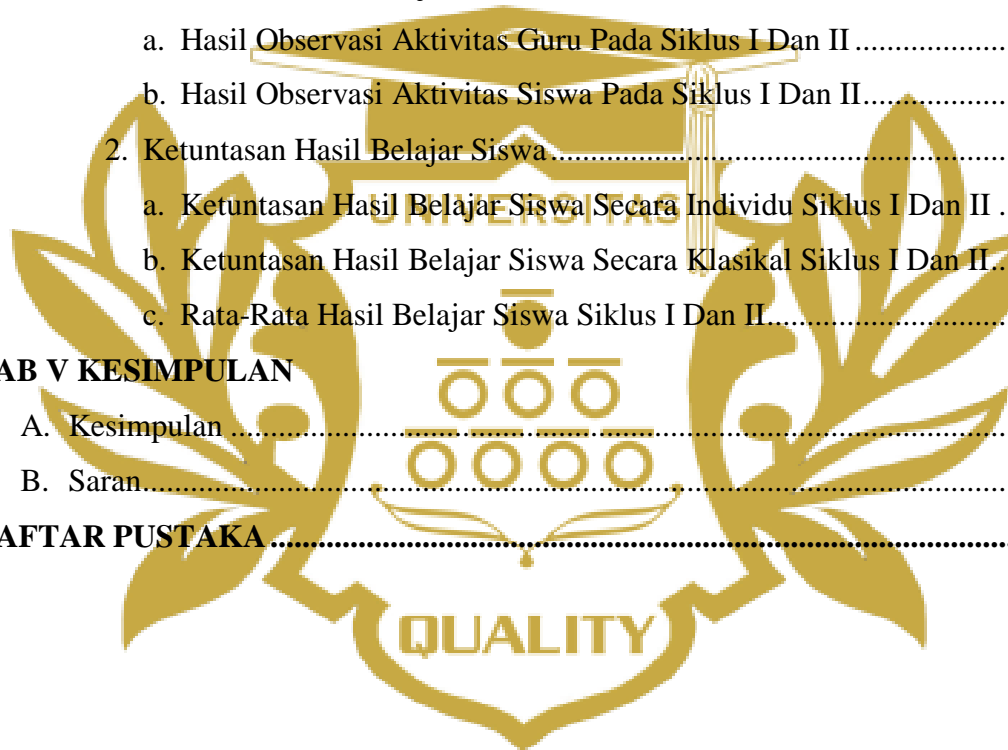 a. Hasil Observasi Aktivitas Guru Pada Siklus I Dan II ..................
b. Hasil Observasi Aktivitas Siswa Pada Siklus I Dan II.................
2. Ketuntasan Hasil Belajar Siswa.........................................................
UNIVERSITAS
a. Ketuntasan Hasil Belajar Siswa Secara Individu Siklus I Dan II .
b. Ketuntasan Hasil Belajar Siswa Secara Klasikal Siklus I Dan II..
c. Rata-Rata Hasil Belajar Siswa Siklus I Dan II..............................
AB V KESIMPULAN
A. Kesimpulan ...................................................................................................
B. Saran..............................................................................................................
AFTAR PUSTAKA ...............................................................................................
QUALITY